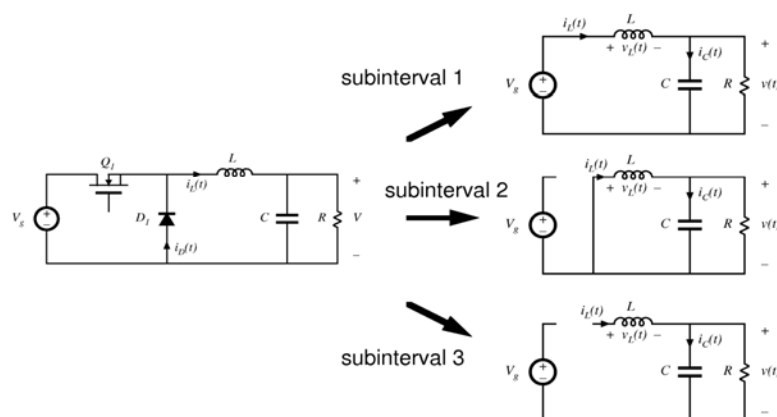 Q1
L
iL(t)
Vg
+
−
D1
iD(t)
C
R
+
V
−
subinterval 1
subinterval 2
subinterval 3
iL(t)
L
+ vL(t) −
iC(t)
Vg
+
−
C
R
+
v(t
−
iL(t)
L
+ vL(t) −
iC(t)
Vg
+
−
C
R
+
v(t
−
iL(t)
L
+ vL(t) −
iC(t)
Vg
+
−
C
R
+
v(t
−